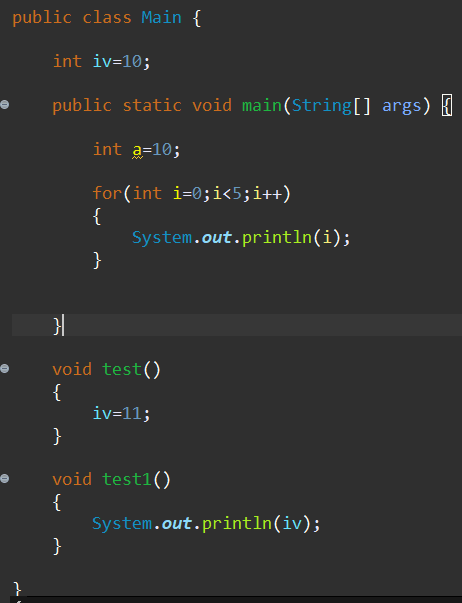 public class Main {
int iv=10;
public static void main(String[] args) {
int a=10;
for(int i=0;i<5;i++)
{
System.out.println(i);
}
}
void test()
{
iv=11;
}
void test1()
{
System.out.println(iv);
}
}